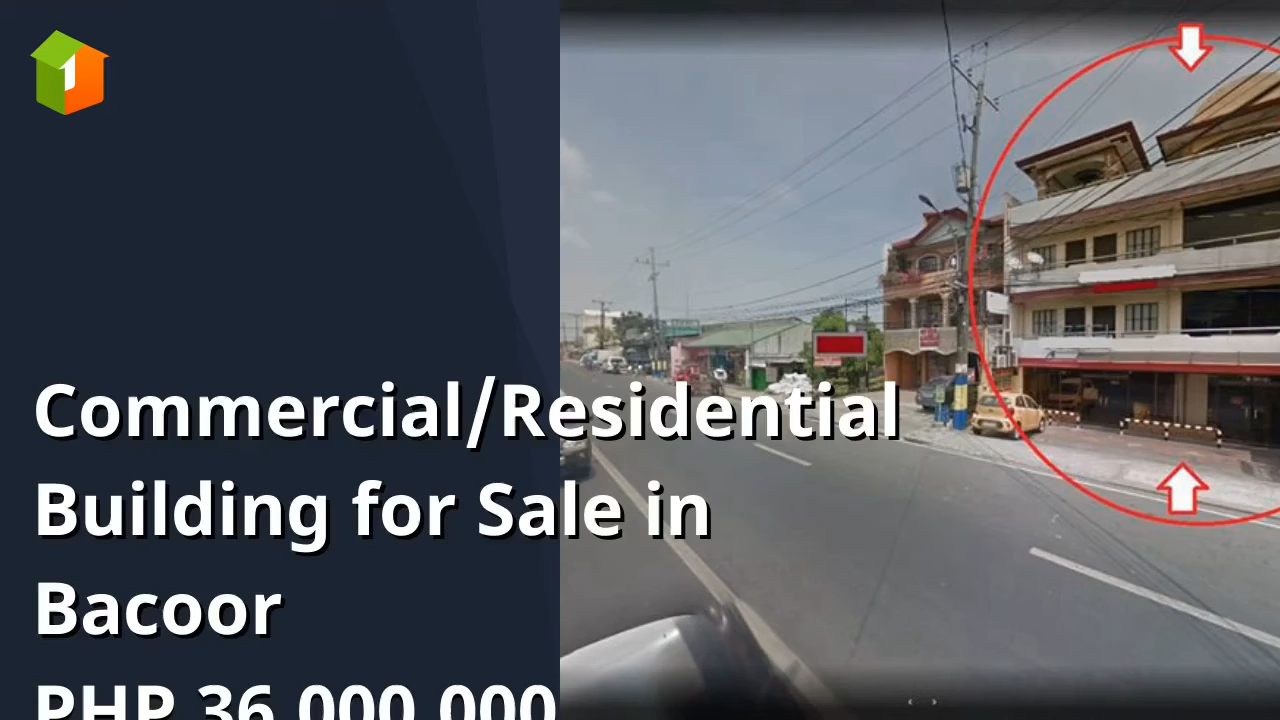 Commercial/Residential
Building for Sale in
Bacoor
PHP 36,000,000